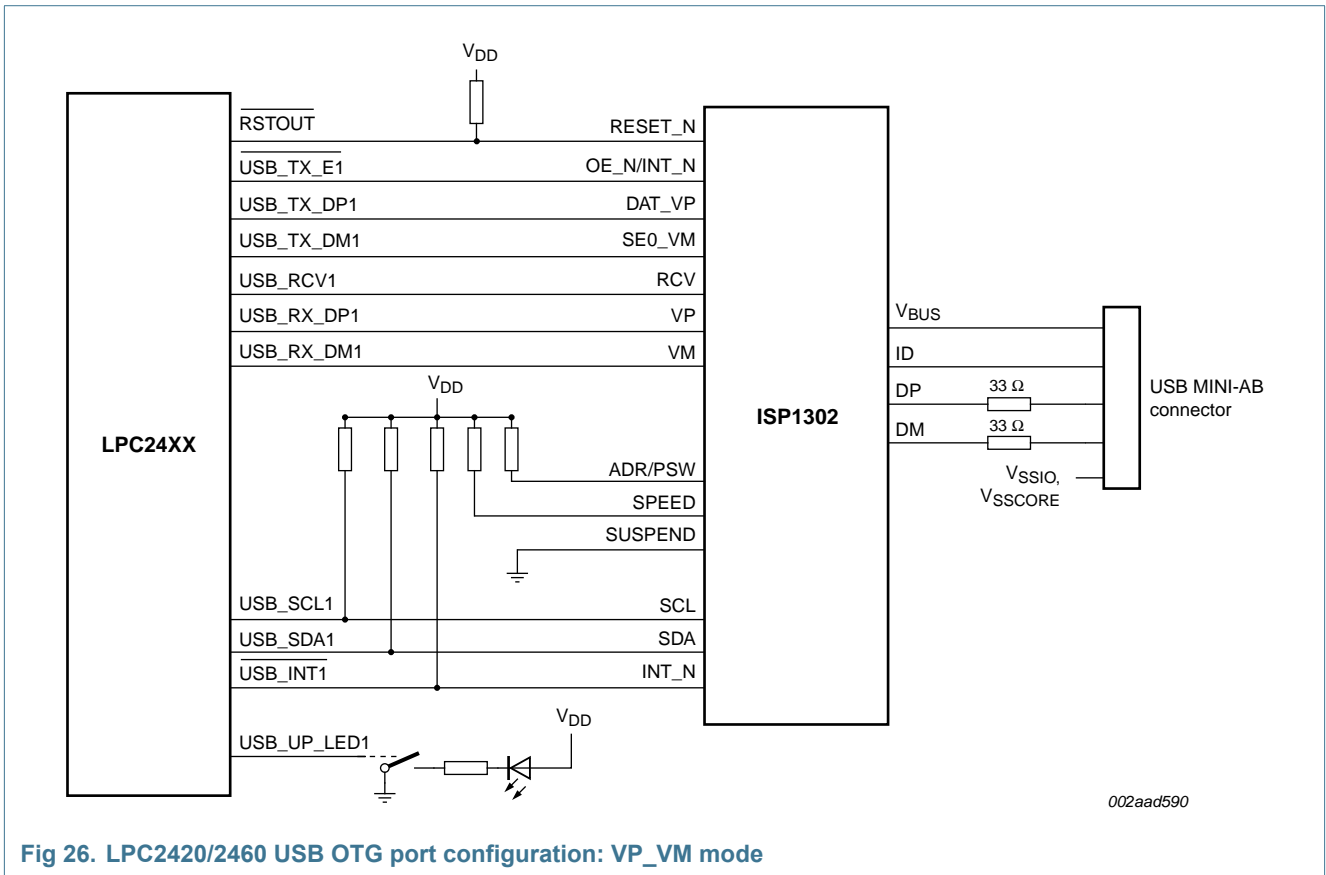 VDD
RSTOUT RESET_N
USB_TX_E1 OE_N/INT_N
USB_TX_DP1 DAT_VP
USB_TX_DM1 SE0_VM
USB_RCV1 RCV
USB_RX_DP1 VP
USB_RX_DM1 VM
VBUS
ID
DP 33 Ω
DM 33 Ω
USB MINI-AB
connector
VSSIO,
VSSCORE
LPC24XX
ISP1302
VDD
ADR/PSW
SPEED
SUSPEND
USB_SCL1 SCL
USB_SDA1 SDA
USB_INT1 INT_N
VDD
USB_UP_LED1
002aad590
Fig 26. LPC2420/2460 USB OTG port configuration: VP_VM mode